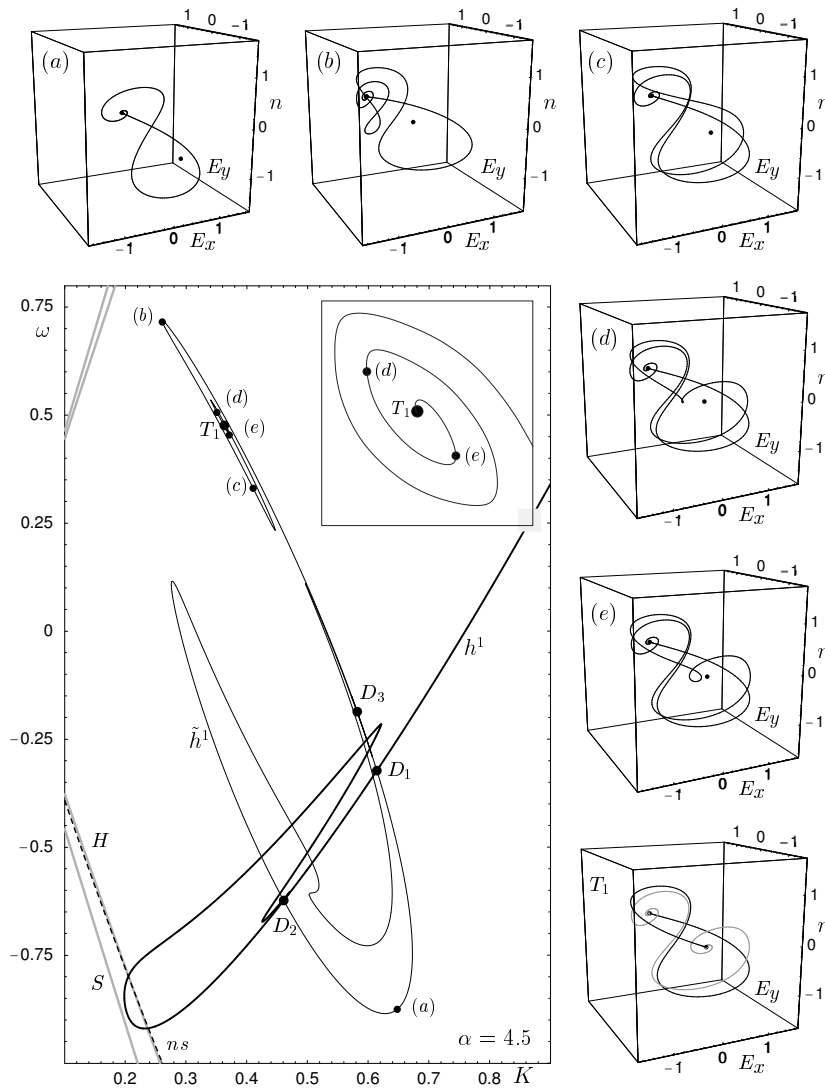 (a)
1 0 −1
1
n
0
−1
E_y
−1 0 1
E_x
(b)
1 0 −1
1
n
0
−1
E_y
−1 0 1
E_x
(c)
1 0 −1
1
n
0
−1
E_y
−1 0 1
E_x
0.75
ω
0.5
0.25
0
−0.25
−0.5
−0.75
(b)
(d)
T_1
(e)
(c)
(d)
T_1
(e)
h^1
D_3
h̃^1
D_1
H
D_2
S
(a)
ns
α = 4.5
0.2 0.3 0.4 0.5 0.6 0.7 0.8 K
(d)
1 0 −1
1
n
0
−1
E_y
−1 0 1
E_x
(e)
1 0 −1
1
n
0
−1
E_y
−1 0 1
E_x
T_1
1 0 −1
1
n
0
−1
E_y
−1 0 1
E_x